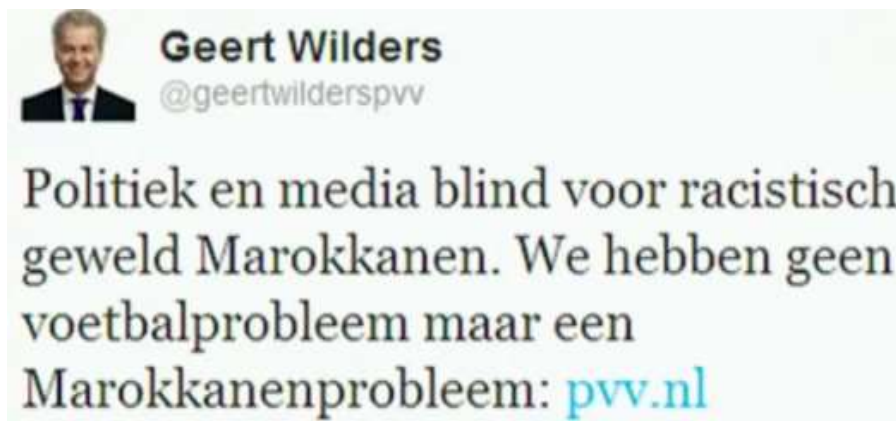 Geert Wilders
@geertwilderspvv
Politiek en media blind voor racistisch
geweld Marokkanen. We hebben geen
voetbalprobleem maar een
Marokkanenprobleem: pvv.nl